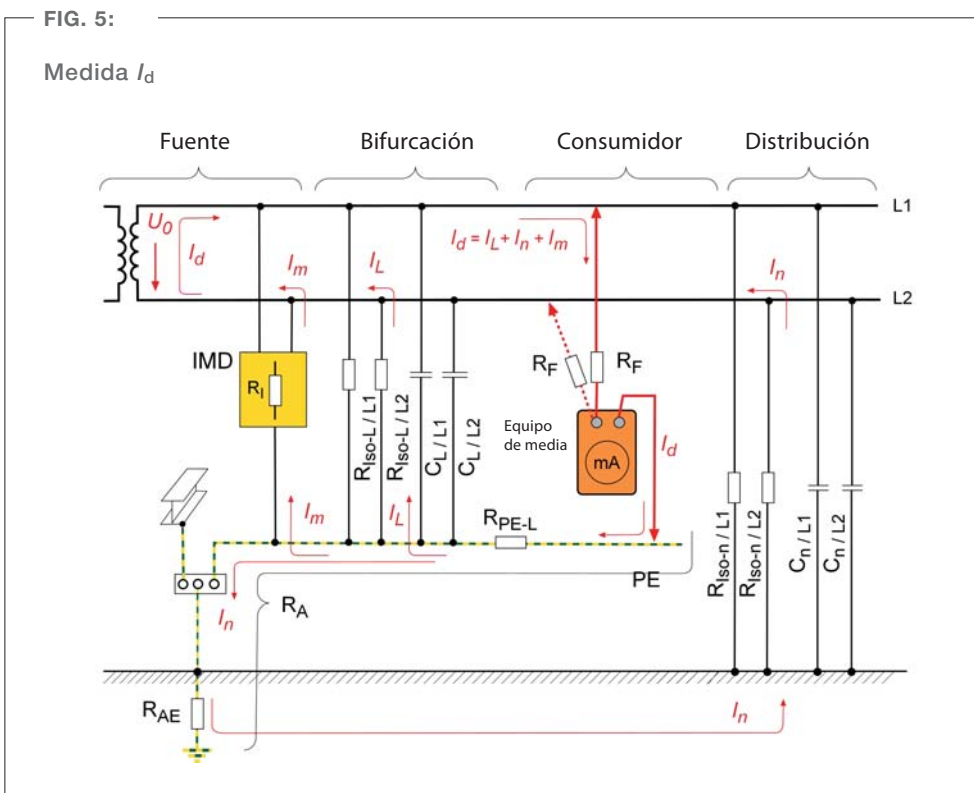 FIG. 5:
Medida Id
Fuente
Bifurcación
Consumidor
Distribución
L1
U0
Id
Id = IL + In + Im
Im
IL
In
L2
IMD
RI
RF
RF
Equipo
de media
mA
Id
RIso-L / L1
RIso-L / L2
CL / L1
CL / L2
RIso-n / L1
RIso-n / L2
Cn / L1
Cn / L2
Im
IL
RPE-L
PE
In
RA
RAE
In